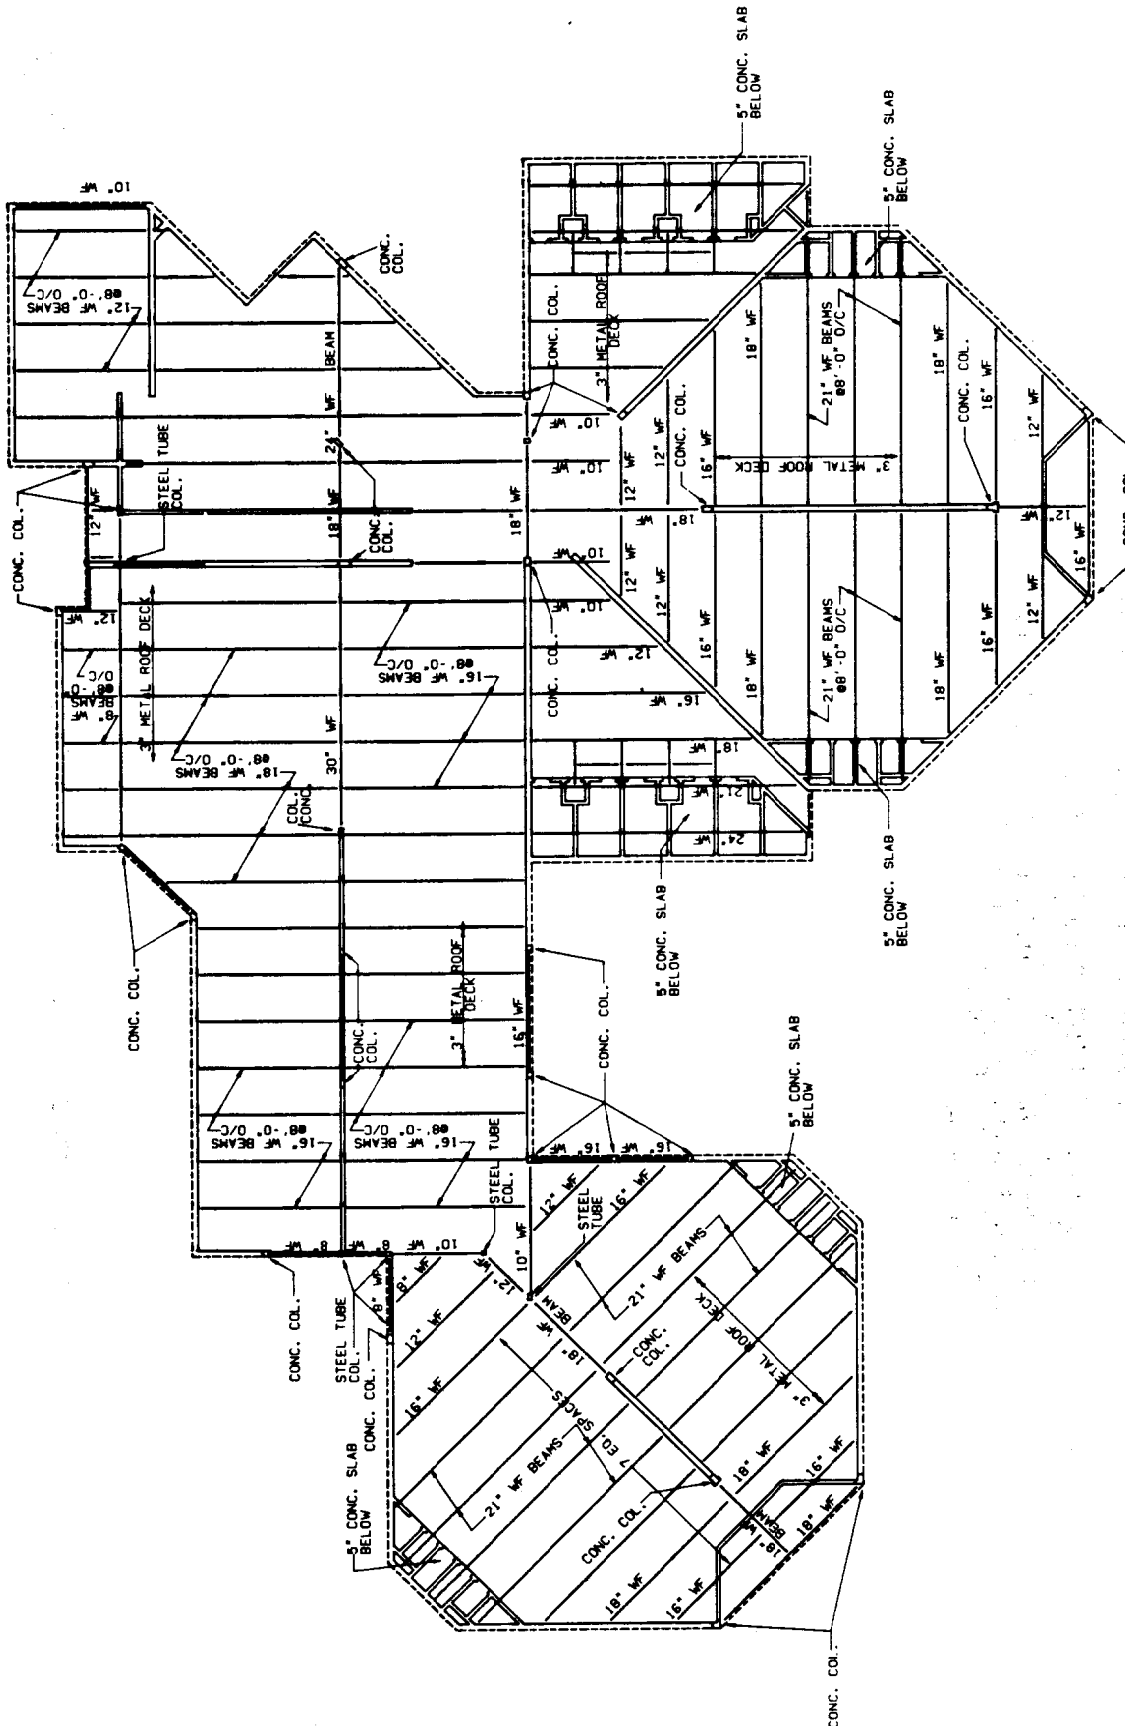 5" CONC. SLAB
BELOW
5" CONC. SLAB
BELOW
10" WF
12" WF BEAMS
@8'-0" O/C
CONC.
COL.
BEAM
24" WF
CONC. COL.
3" METAL ROOF
DECK
18" WF
21" WF BEAMS
@8'-0" O/C
18" WF
16" WF
12" WF
CONC. COL.
CONC. COL.
16" WF
3" METAL ROOF DECK
12" WF
12" WF
10" WF
10" WF
18" WF
STEEL TUBE
COL.
CONC. COL.
12" WF
18" WF
CONC.
COL.
18" WF
12"
16" WF
10" WF
10" WF
12" WF
12" WF
12" WF
16" WF
16" WF
12" WF
CONC. COL.
12" WF
3" METAL ROOF DECK
8" WF
BEAMS
@8'-0
O/C
18" WF BEAMS
@8'-0" O/C
16" WF BEAMS
@8'-0" O/C
30" WF
CONC.
COL.
CONC. COL.
16" WF
18" WF
21" WF
24" WF
18" WF
21" WF BEAMS
@8'-0" O/C
18" WF
5" CONC. SLAB
BELOW
5" CONC. SLAB
BELOW
CONC. COL.
3" METAL ROOF
DECK
16" WF
CONC. COL.
CONC.
COL.
16" WF BEAMS
@8'-0" O/C
16" WF BEAMS
@8'-0" O/C
STEEL TUBE
COL.
16" WF
16" WF
5" CONC. SLAB
BELOW
8" WF
8" WF
10" WF
10" WF
12" WF
16" WF
STEEL
TUBE
CONC. COL.
STEEL TUBE
COL.
CONC. COL.
8" WF
8" WF
12" WF
16" WF
12" WF
18" WF
BEAM
21" WF BEAMS
3" METAL ROOF DECK
CONC.
COL.
7 EQ. SPACES
21" WF BEAMS
5" CONC. SLAB
BELOW
CONC. COL.
18" WF
16" WF
18" WF
18" WF
BEAM
18" WF
16" WF
CONC. COL.